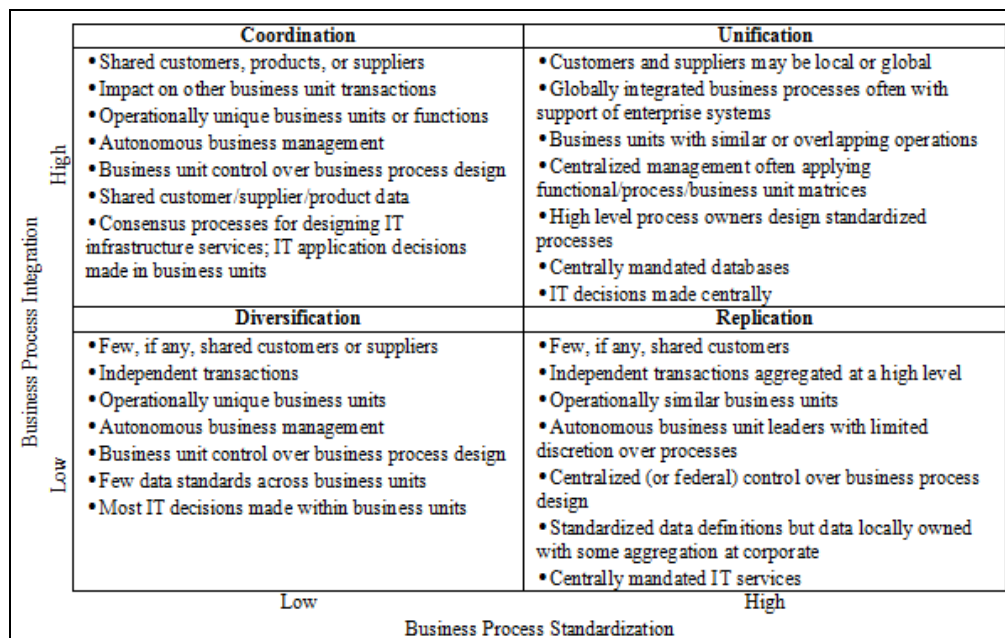 Coordination
• Shared customers, products, or suppliers
• Impact on other business unit transactions
• Operationally unique business units or functions
• Autonomous business management
• Business unit control over business process design
• Shared customer/supplier/product data
• Consensus processes for designing IT
infrastructure services; IT application decisions
made in business units
Unification
• Customers and suppliers may be local or global
• Globally integrated business processes often with
support of enterprise systems
• Business units with similar or overlapping operations
• Centralized management often applying
functional/process/business unit matrices
• High level process owners design standardized
processes
• Centrally mandated databases
• IT decisions made centrally
Diversification
• Few, if any, shared customers or suppliers
• Independent transactions
• Operationally unique business units
• Autonomous business management
• Business unit control over business process design
• Few data standards across business units
• Most IT decisions made within business units
Replication
• Few, if any, shared customers
• Independent transactions aggregated at a high level
• Operationally similar business units
• Autonomous business unit leaders with limited
discretion over processes
• Centralized (or federal) control over business process
design
• Standardized data definitions but data locally owned
with some aggregation at corporate
• Centrally mandated IT services
High
Low
Business Process Integration
Low
High
Business Process Standardization